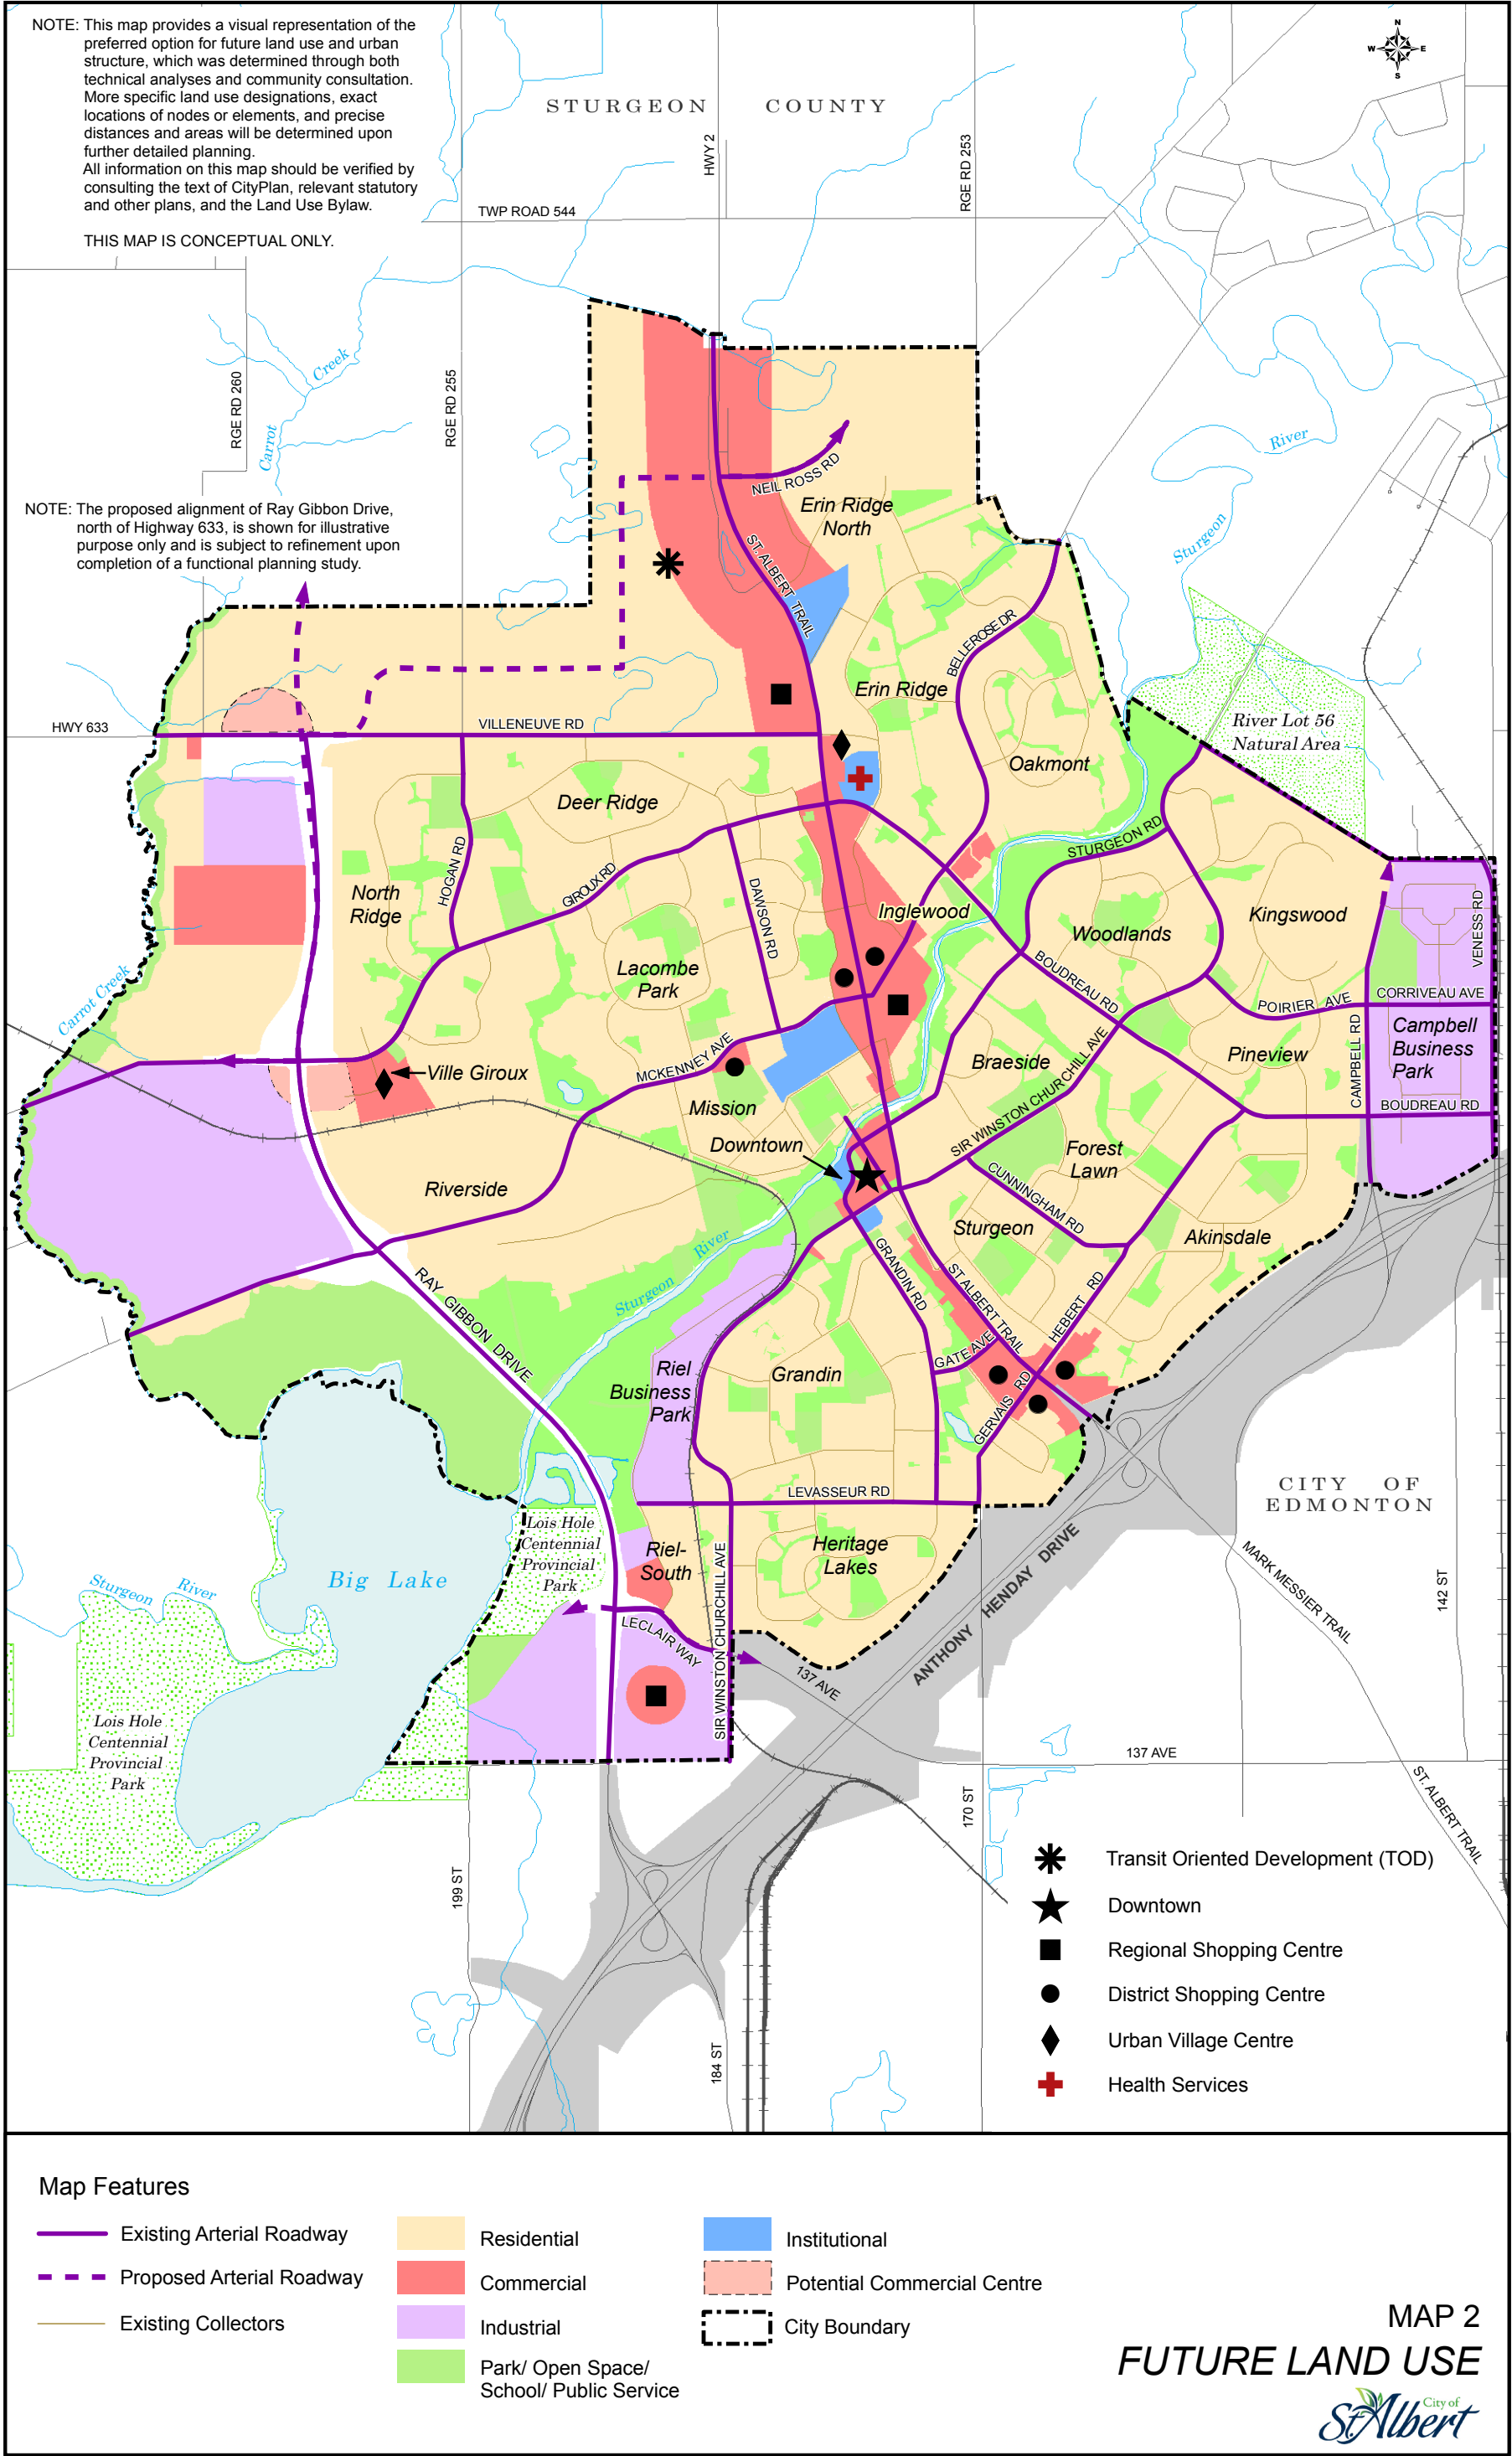 NOTE: This map provides a visual representation of the
preferred option for future land use and urban
structure, which was determined through both
technical analyses and community consultation.
More specific land use designations, exact
locations of nodes or elements, and precise
distances and areas will be determined upon
further detailed planning.
All information on this map should be verified by
consulting the text of CityPlan, relevant statutory
and other plans, and the Land Use Bylaw.
THIS MAP IS CONCEPTUAL ONLY.
N
W E
S
STURGEON COUNTY
HWY 2
RGE RD 253
TWP ROAD 544
RGE RD 260
RGE RD 255
Carrot
Creek
River
Sturgeon
NOTE: The proposed alignment of Ray Gibbon Drive,
north of Highway 633, is shown for illustrative
purpose only and is subject to refinement upon
completion of a functional planning study.
NEIL ROSS RD
Erin Ridge
North
ST. ALBERT TRAIL
BELLEROSE DR
Erin Ridge
HWY 633
VILLENEUVE RD
River Lot 56
Natural Area
Oakmont
Deer Ridge
STURGEON RD
HOGAN RD
GIROUX RD
DAWSON RD
North
Ridge
Inglewood
Woodlands
Kingswood
VENESS RD
Lacombe
Park
BOUDREAU RD
Carrot Creek
POIRIER AVE
CORRIVEAU AVE
CAMPBELL RD
Campbell
Business
Park
MCKENNEY AVE
Ville Giroux
Braeside
Pineview
SIR WINSTON CHURCHILL AVE
BOUDREAU RD
Mission
Downtown
Forest
Lawn
CUNNINGHAM RD
Riverside
Sturgeon
Akinsdale
Sturgeon
River
GRANDIN RD
ST ALBERT TRAIL
HEBERT RD
RAY GIBBON DRIVE
GATE AVE
Riel
Business
Park
Grandin
GERVAIS RD
LEVASSEUR RD
CITY OF
EDMONTON
Lois Hole
Centennial
Provincial
Park
Riel-
South
Heritage
Lakes
SIR WINSTON CHURCHILL AVE
ANTHONY HENDAY DRIVE
MARK MESSIER TRAIL
142 ST
Big Lake
Sturgeon
River
LECLAIR WAY
137 AVE
Lois Hole
Centennial
Provincial
Park
137 AVE
ST. ALBERT TRAIL
170 ST
199 ST
184 ST
Transit Oriented Development (TOD)
Downtown
Regional Shopping Centre
District Shopping Centre
Urban Village Centre
Health Services
Map Features
Existing Arterial Roadway
Proposed Arterial Roadway
Existing Collectors
Residential
Commercial
Industrial
Park/ Open Space/
School/ Public Service
Institutional
Potential Commercial Centre
City Boundary
MAP 2
FUTURE LAND USE
City of
St. Albert